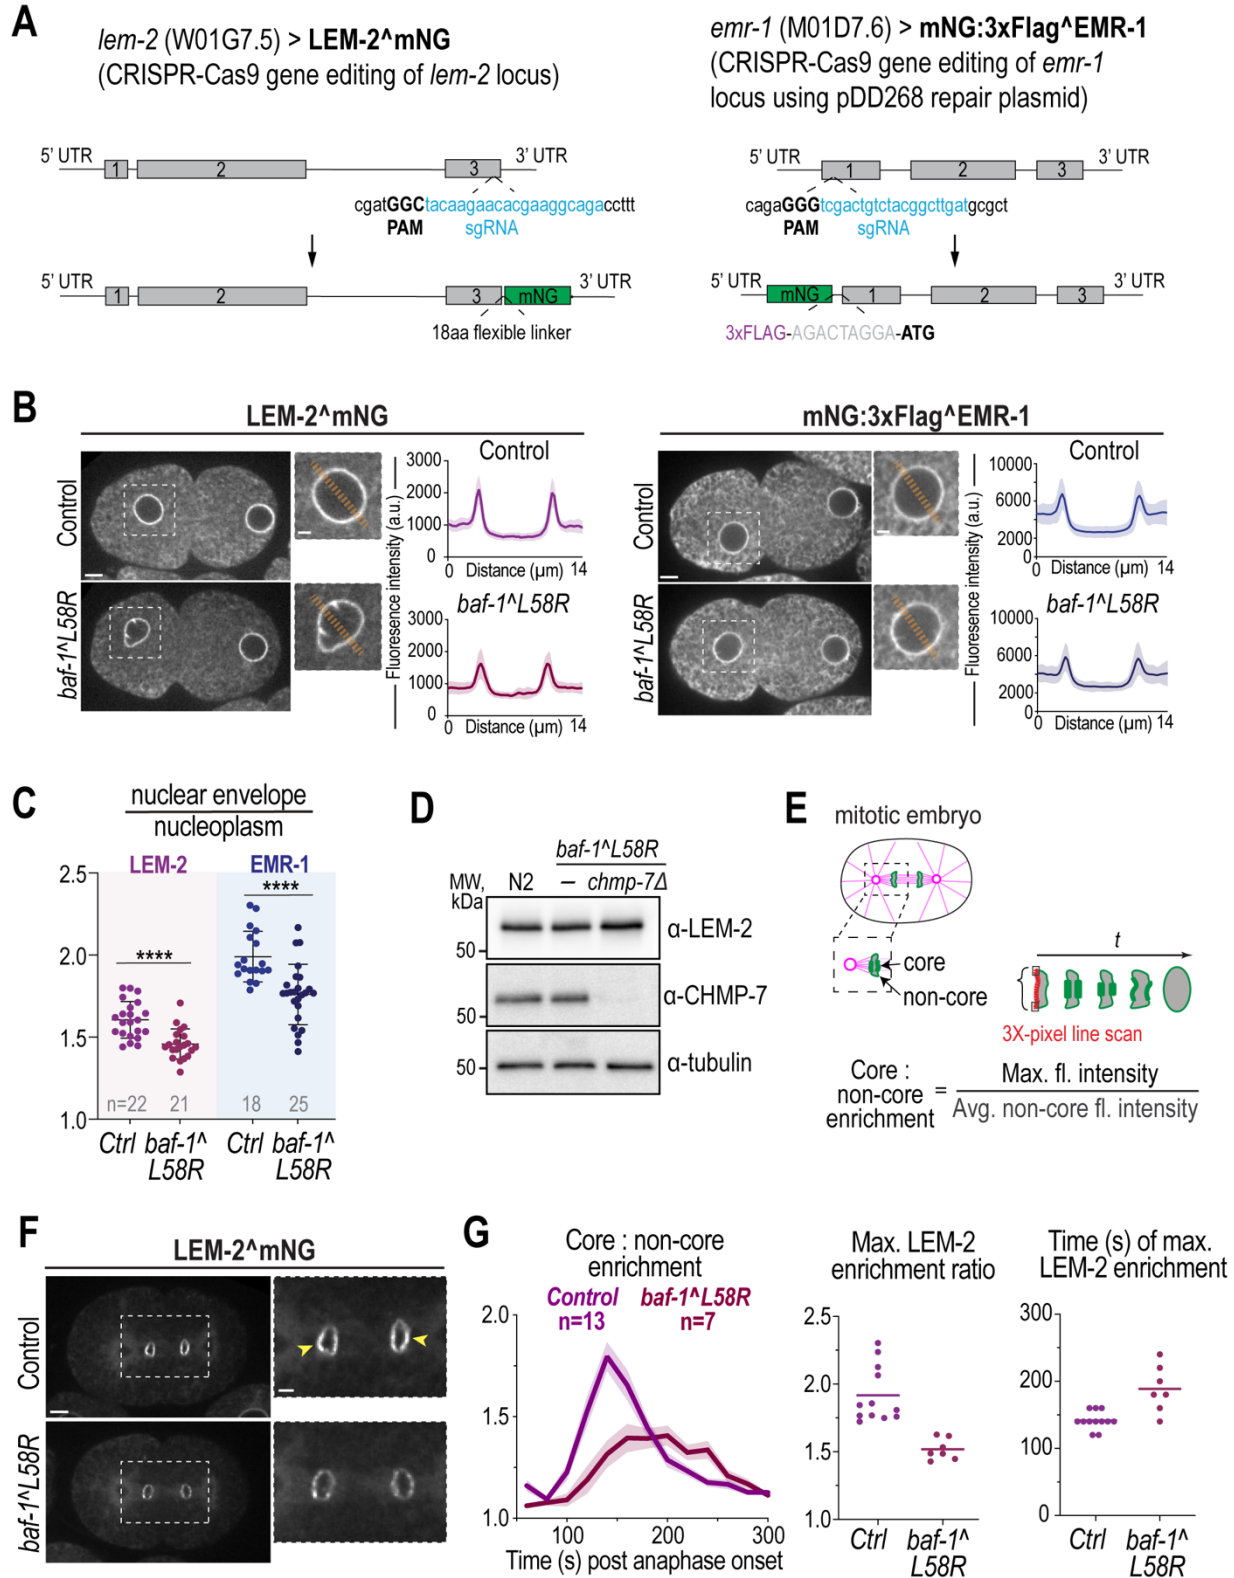 A
lem-2 (W01G7.5) > LEM-2^mNG
(CRISPR-Cas9 gene editing of lem-2 locus)
5' UTR
1
2
3
3' UTR
cgatGGCtacaagaacacgaaggcagaccttt
PAM
sgRNA
5' UTR
1
2
3
mNG
3' UTR
18aa flexible linker
emr-1 (M01D7.6) > mNG:3xFlag^EMR-1
(CRISPR-Cas9 gene editing of emr-1
locus using pDD268 repair plasmid)
5' UTR
1
2
3
3' UTR
cagaGGGtcgactgtctacggcttgatgcgct
PAM
sgRNA
5' UTR
mNG
1
2
3
3' UTR
3xFLAG-AGACTAGGA-ATG
B
LEM-2^mNG
Control
baf-1^L58R
Fluoresence intensity (a.u.)
Control
3000
2000
1000
0
0
Distance (µm)
14
baf-1^L58R
3000
2000
1000
0
0
Distance (µm)
14
mNG:3xFlag^EMR-1
Control
baf-1^L58R
Fluoresence intensity (a.u.)
Control
10000
6000
2000
0
0
Distance (µm)
14
baf-1^L58R
10000
6000
2000
0
0
Distance (µm)
14
C
nuclear envelope
nucleoplasm
LEM-2
EMR-1
2.5
2.0
1.5
1.0
****
****
n=22
21
18
25
Ctrl
baf-1^
L58R
Ctrl
baf-1^
L58R
D
baf-1^L58R
MW,
kDa
N2
–
chmp-7Δ
50
α-LEM-2
50
α-CHMP-7
50
α-tubulin
E
mitotic embryo
core
non-core
t
3X-pixel line scan
Core :
non-core
enrichment
=
Max. fl. intensity
Avg. non-core fl. intensity
F
LEM-2^mNG
Control
baf-1^L58R
G
Core : non-core
enrichment
Control
n=13
baf-1^L58R
n=7
2.0
1.5
1.0
100
200
300
Time (s) post anaphase onset
Max. LEM-2
enrichment ratio
2.5
2.0
1.5
1.0
Ctrl
baf-1^
L58R
Time (s) of max.
LEM-2 enrichment
300
200
100
0
Ctrl
baf-1^
L58R